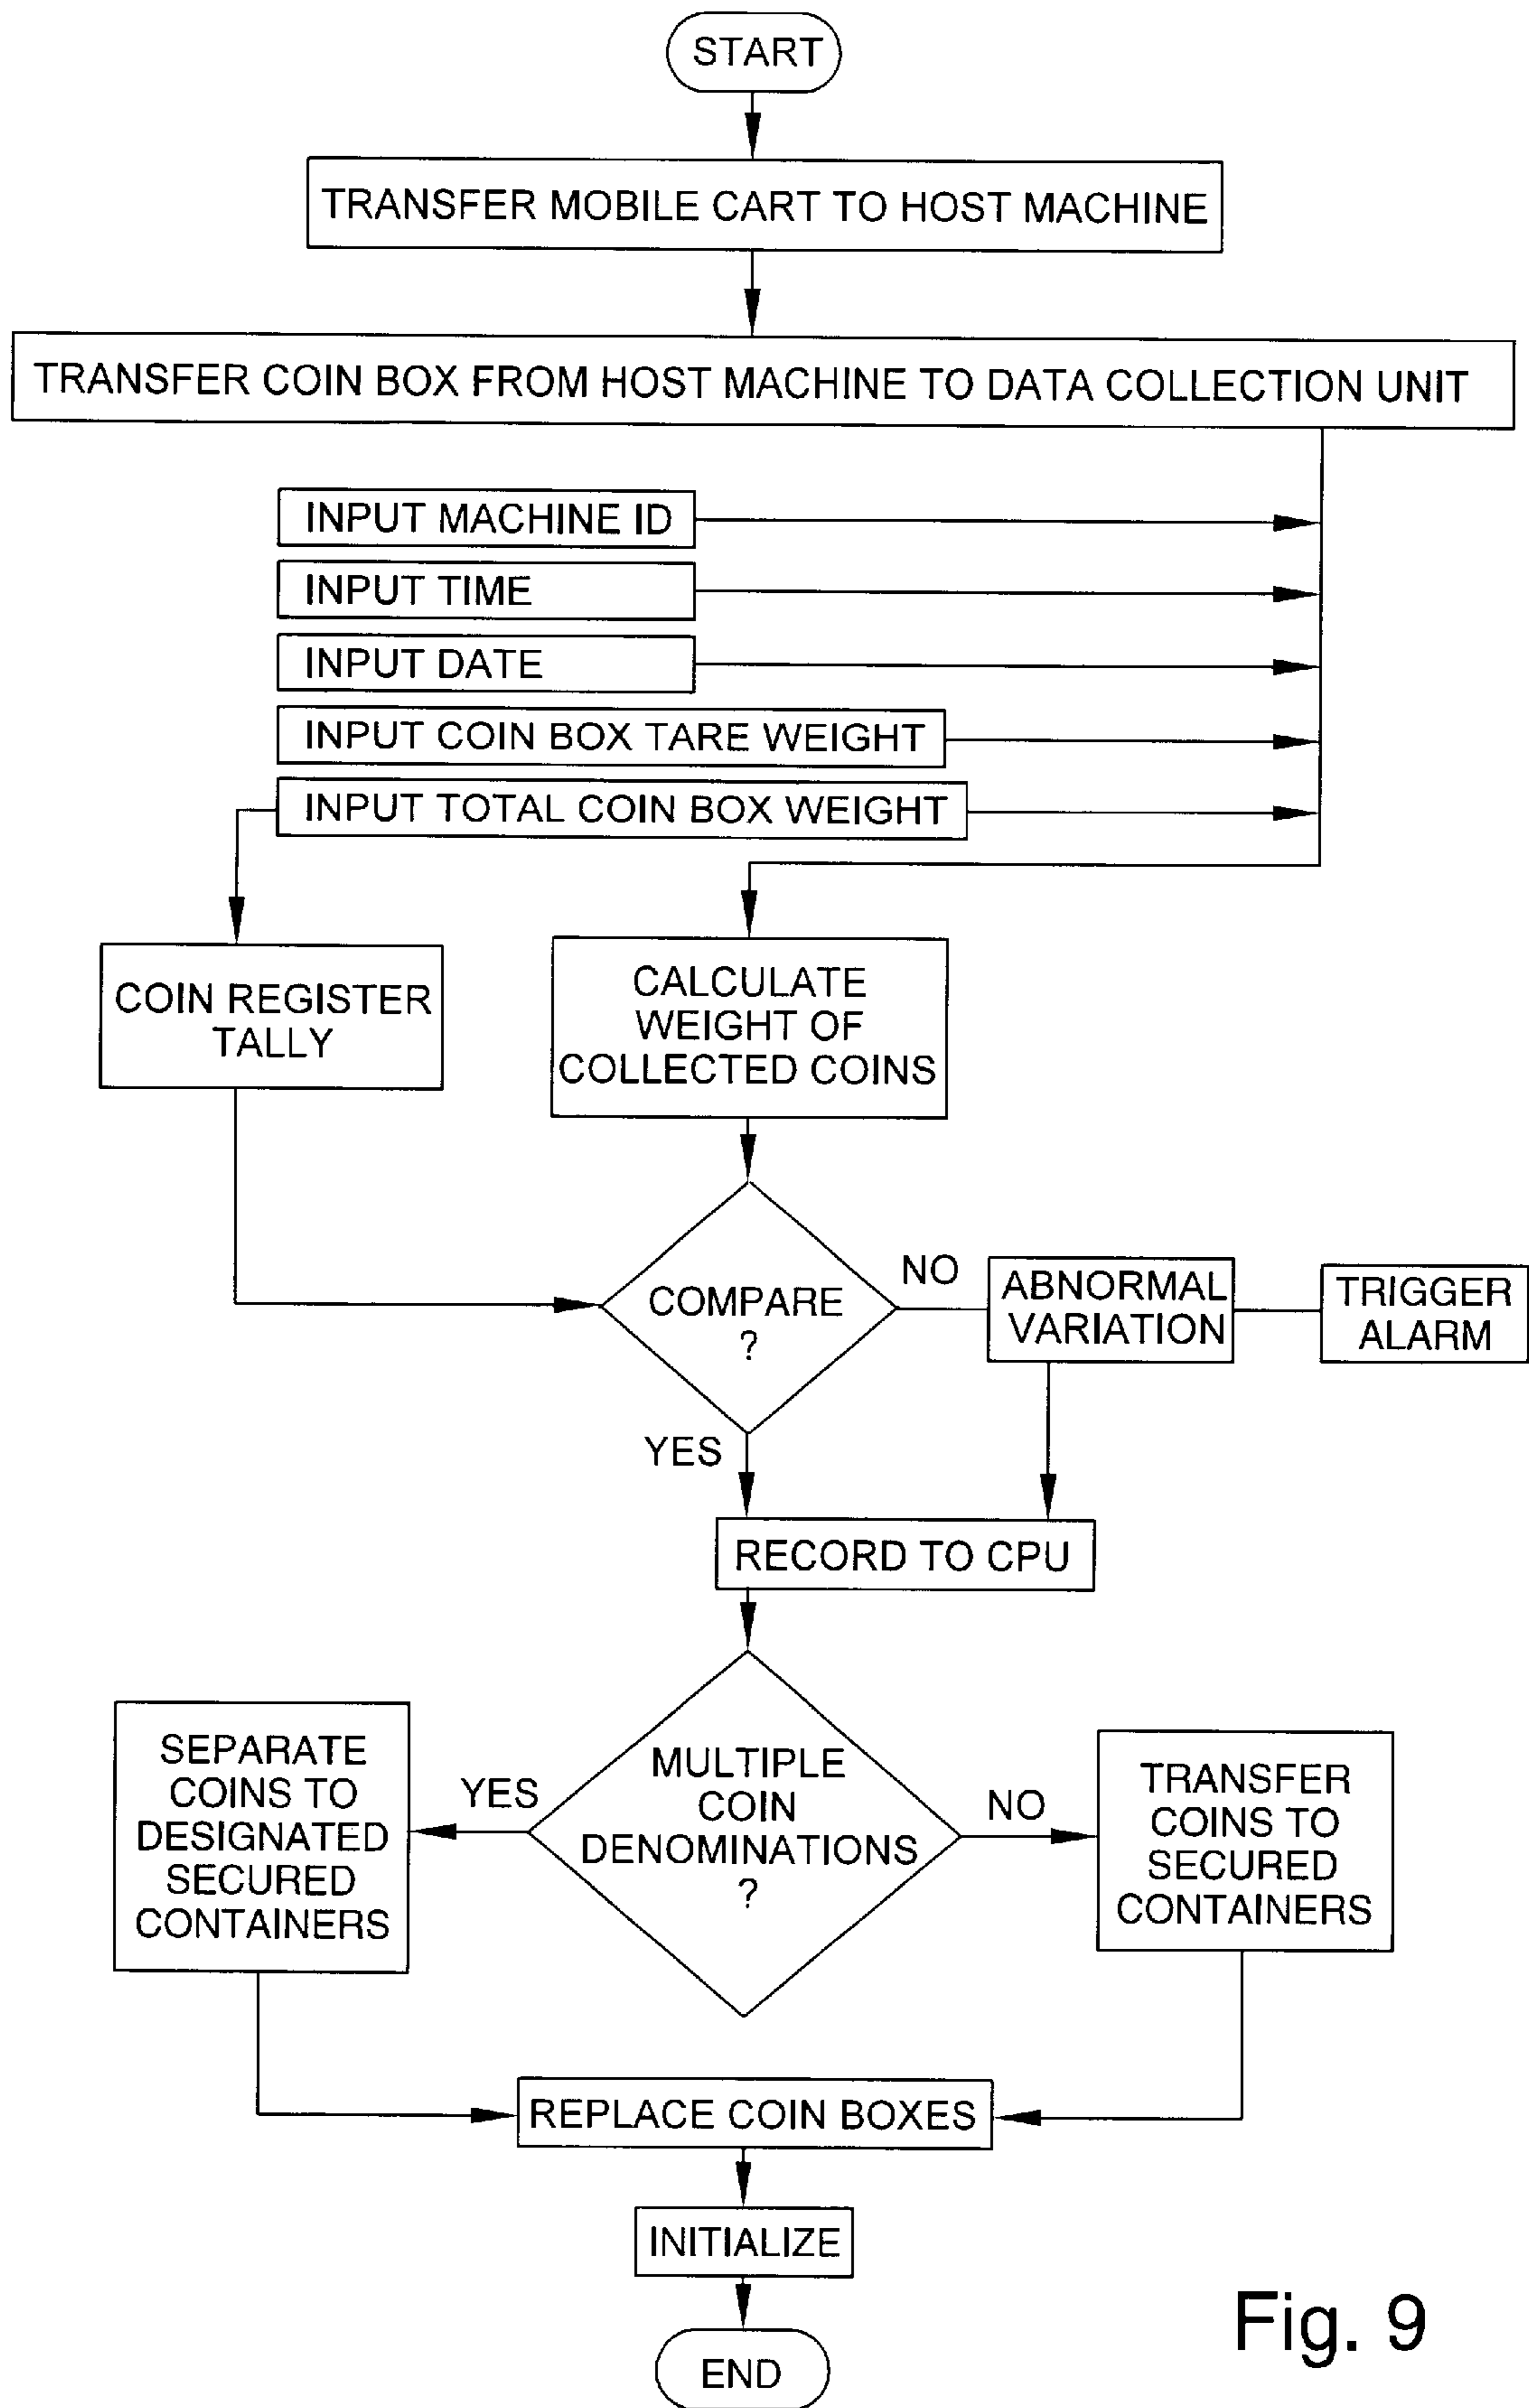 START
TRANSFER MOBILE CART TO HOST MACHINE
TRANSFER COIN BOX FROM HOST MACHINE TO DATA COLLECTION UNIT
INPUT MACHINE ID
INPUT TIME
INPUT DATE
INPUT COIN BOX TARE WEIGHT
INPUT TOTAL COIN BOX WEIGHT
COIN REGISTER
TALLY
CALCULATE
WEIGHT OF
COLLECTED COINS
COMPARE
?
NO
ABNORMAL
VARIATION
TRIGGER
ALARM
YES
RECORD TO CPU
SEPARATE
COINS TO
DESIGNATED
SECURED
CONTAINERS
YES
MULTIPLE
COIN
DENOMINATIONS
?
NO
TRANSFER
COINS TO
SECURED
CONTAINERS
REPLACE COIN BOXES
INITIALIZE
END
Fig. 9